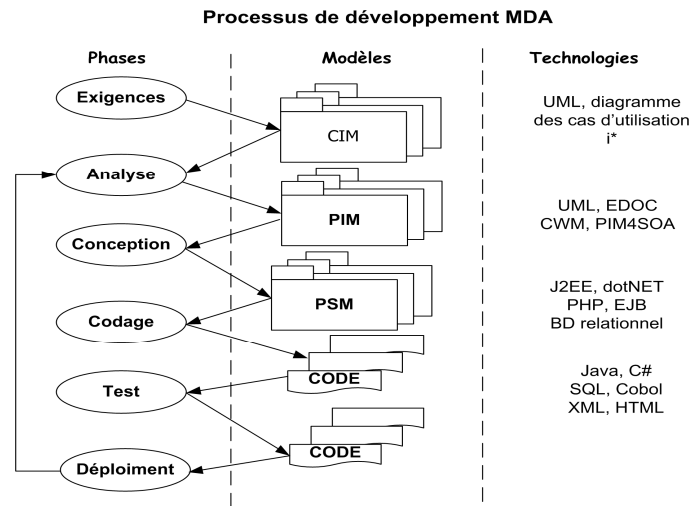 Processus de développement MDA
Phases
Modèles
Technologies
Exigences
CIM
UML, diagramme
des cas d'utilisation
i*
Analyse
PIM
UML, EDOC
CWM, PIM4SOA
Conception
PSM
J2EE, dotNET
PHP, EJB
BD relationnel
Codage
CODE
Java, C#
SQL, Cobol
XML, HTML
Test
CODE
Déploiment